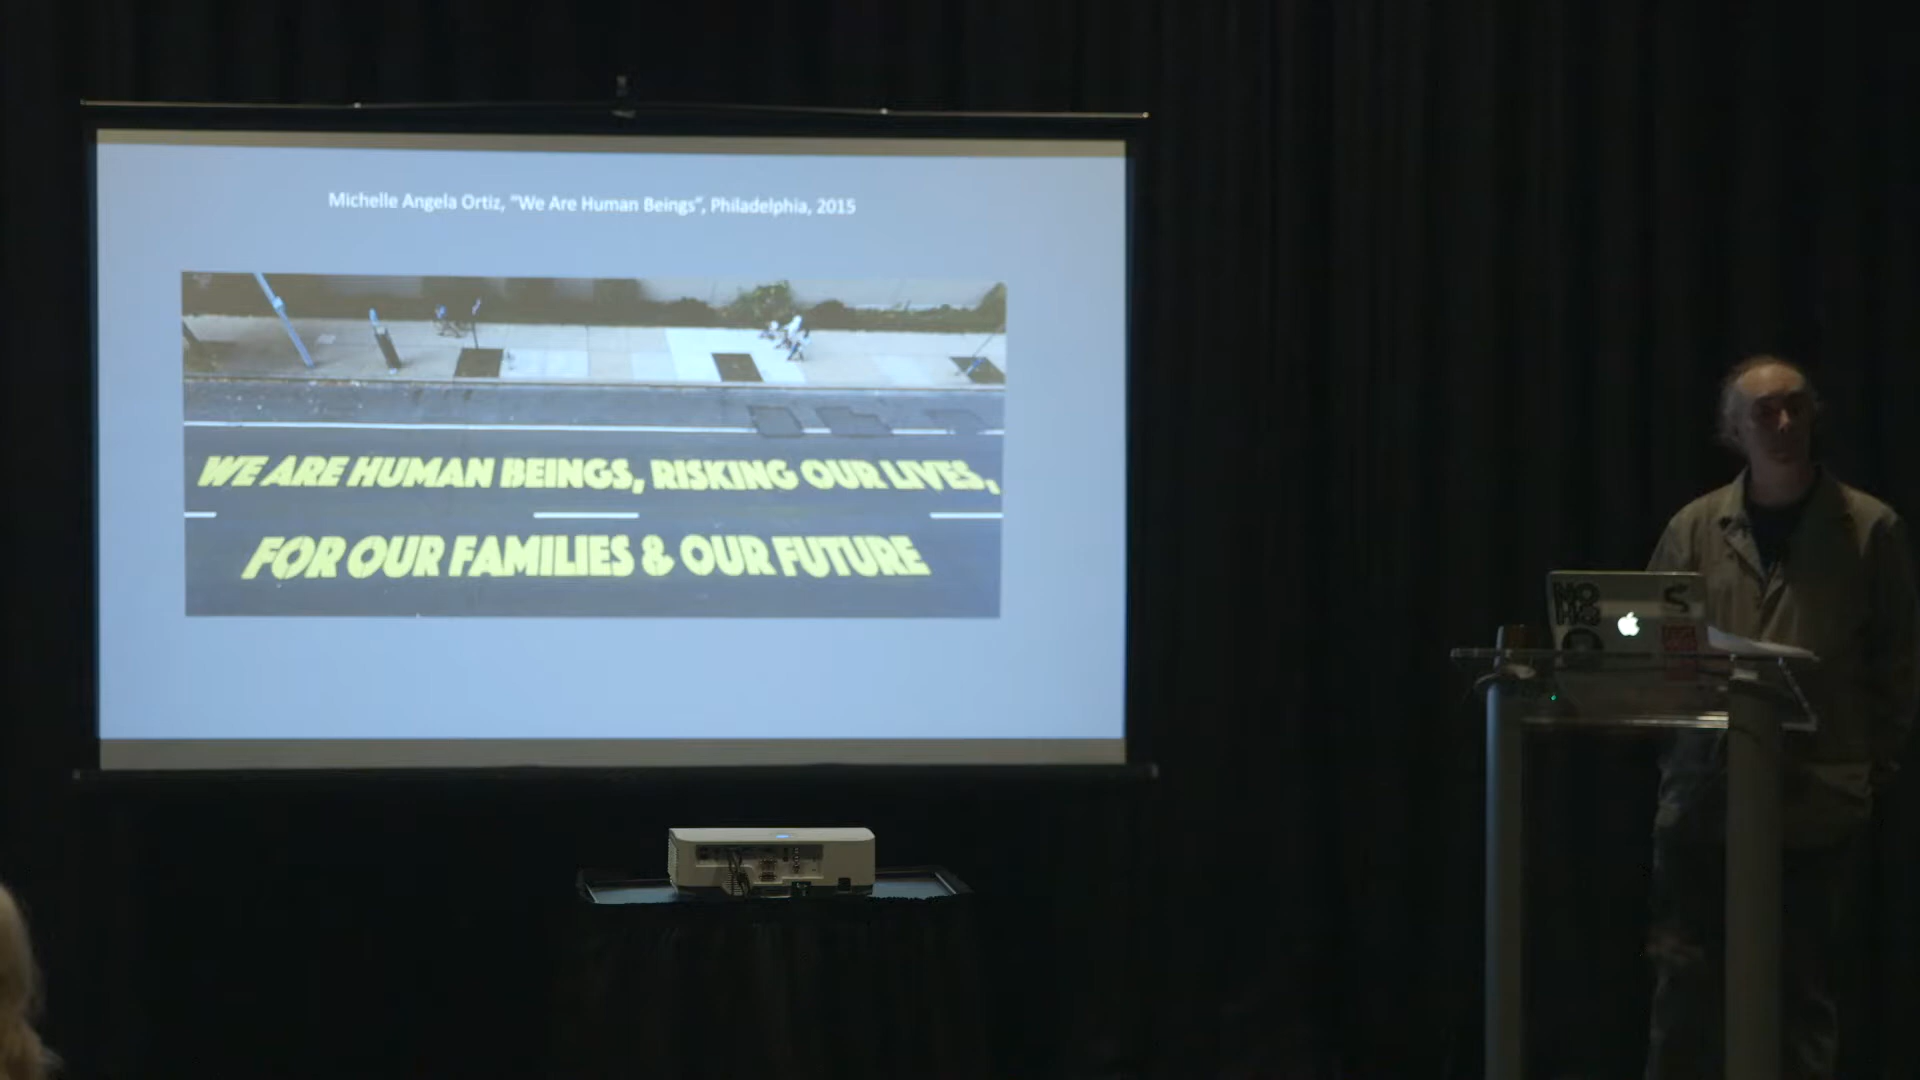 Michelle Angela Ortiz, "We Are Human Beings", Philadelphia, 2015
WE ARE HUMAN BEINGS, RISKING OUR LIVES,
FOR OUR FAMILIES & OUR FUTURE
S